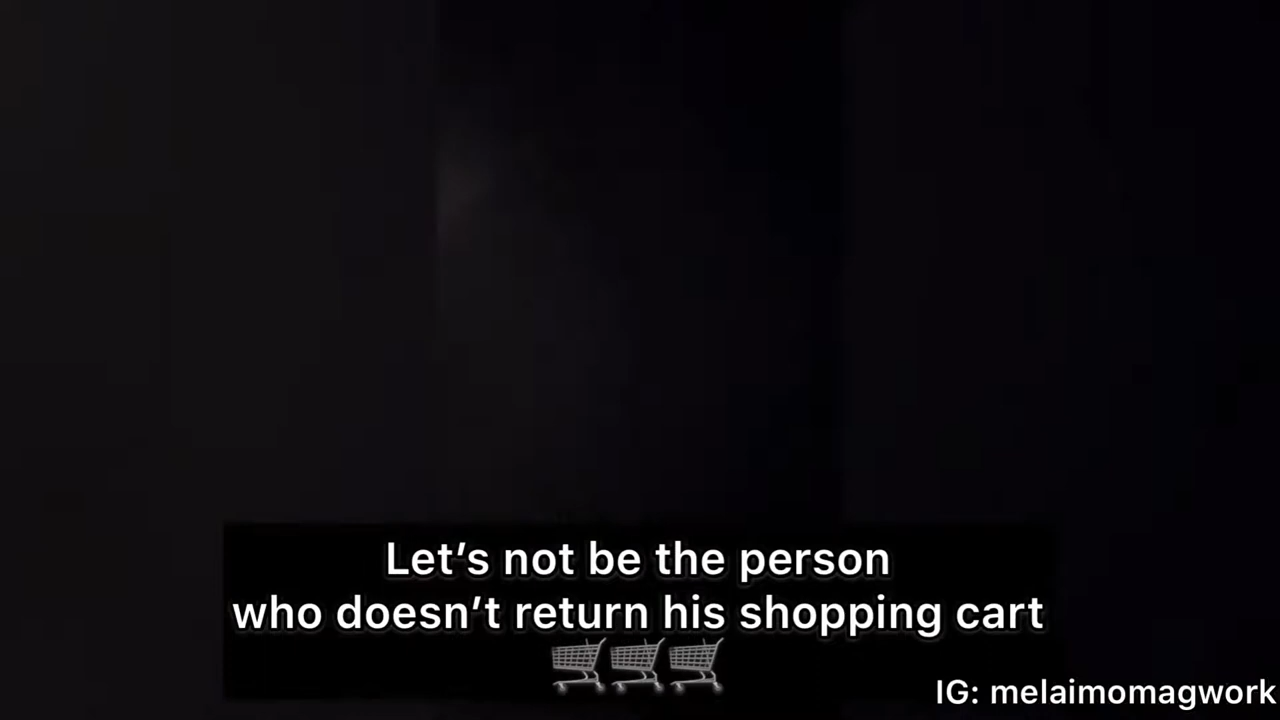 Let’s not be the person
who doesn’t return his shopping cart
🛒🛒🛒
IG: melaimomagwork